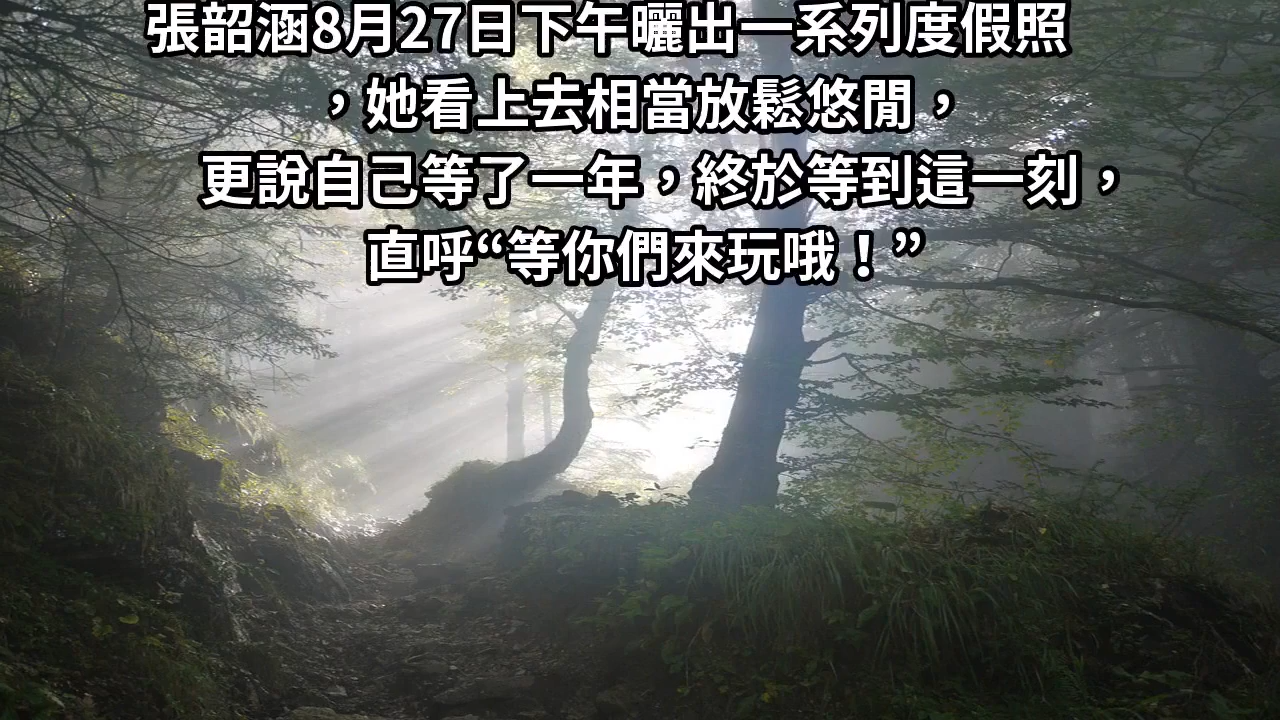 張韶涵8月27日下午曬出一系列度假照
，她看上去相當放鬆悠閒，
更說自己等了一年，終於等到這一刻，
直呼“等你們來玩哦！”